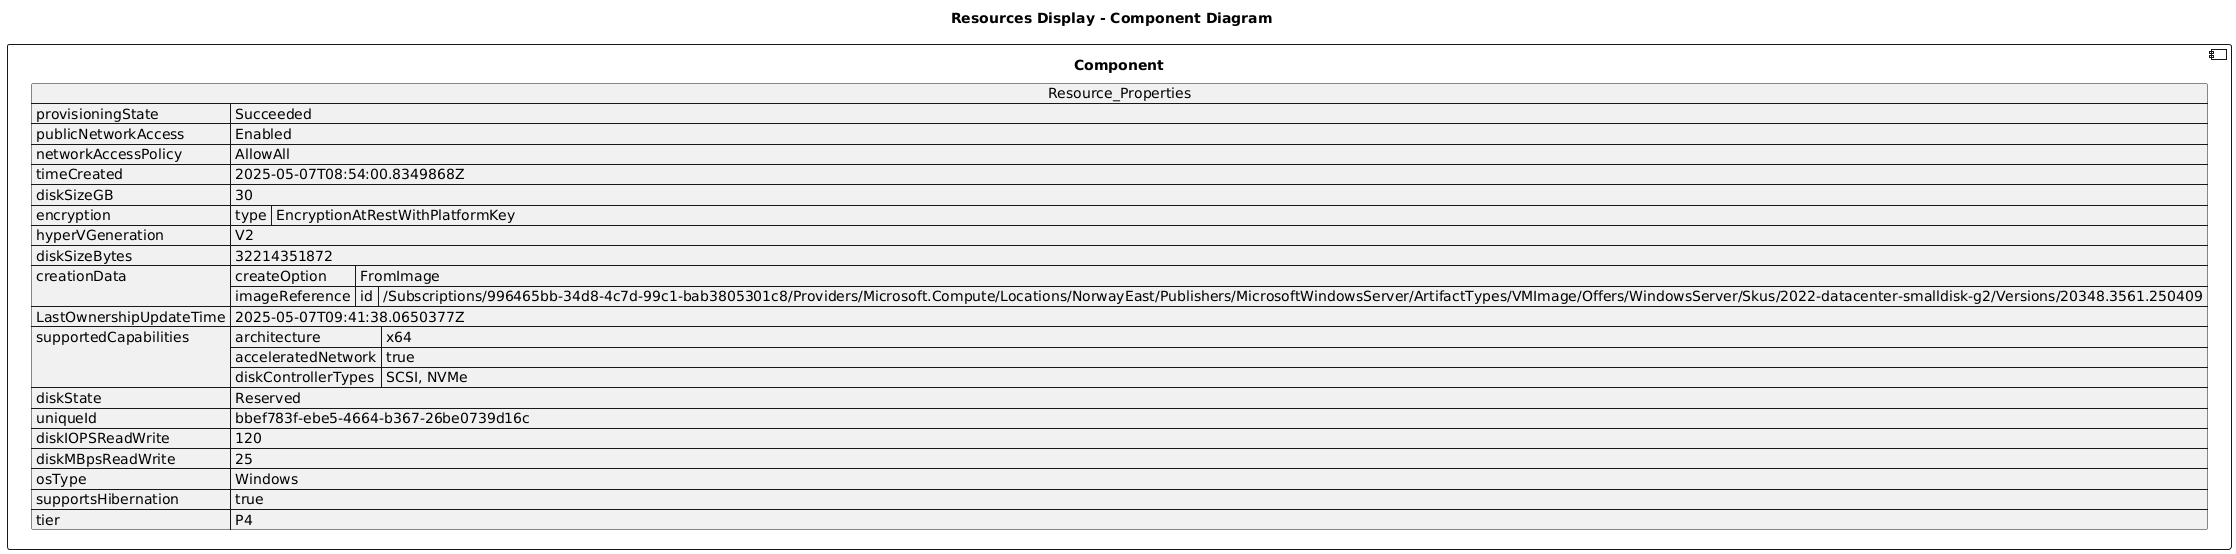 Resources Display - Component Diagram
Component
Resource_Properties
provisioningState Succeeded
publicNetworkAccess Enabled
networkAccessPolicy AllowAll
timeCreated 2025-05-07T08:54:00.8349868Z
diskSizeGB 30
encryption type EncryptionAtRestWithPlatformKey
hyperVGeneration V2
diskSizeBytes 32214351872
creationData createOption FromImage
imageReference id /Subscriptions/996465bb-34d8-4c7d-99c1-bab3805301c8/Providers/Microsoft.Compute/Locations/NorwayEast/Publishers/MicrosoftWindowsServer/ArtifactTypes/VMImage/Offers/WindowsServer/Skus/2022-datacenter-smalldisk-g2/Versions/20348.3561.250409
LastOwnershipUpdateTime 2025-05-07T09:41:38.0650377Z
supportedCapabilities architecture x64
acceleratedNetwork true
diskControllerTypes SCSI, NVMe
diskState Reserved
uniqueId bbef783f-ebe5-4664-b367-26be0739d16c
diskIOPSReadWrite 120
diskMBpsReadWrite 25
osType Windows
supportsHibernation true
tier P4